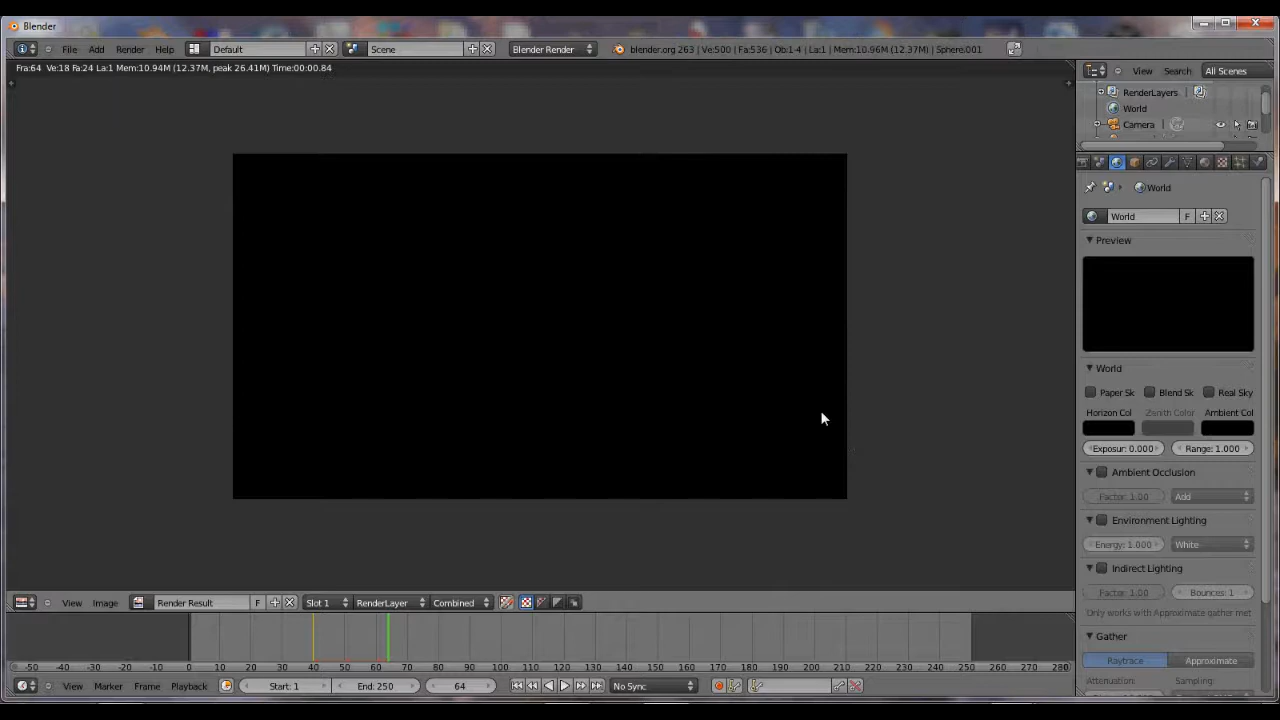 Blender
File Add Render Help Default Scene Blender Render blender.org 263 | Ve:500 | Fa:536 | Ob:1-4 | La:1 | Mem:10.96M (12.37M) | Sphere.001
Fra:64 Ve:18 Fa:24 La:1 Mem:10.94M (12.37M, peak 26.41M) Time:00:00.84
View Search All Scenes
RenderLayers
World
Camera
World
World F
Preview
World
Paper Sk Blend Sk Real Sky
Horizon Col Zenith Color Ambient Col
Exposur: 0.000 Range: 1.000
Ambient Occlusion
Factor: 1.00 Add
Environment Lighting
Energy: 1.000 White
Indirect Lighting
Factor: 1.00 Bounces: 1
Only works with Approximate gather met
Gather
Raytrace Approximate
Attenuation: Sampling:
View Image Render Result F Slot 1 RenderLayer Combined
-50 -40 -30 -20 -10 0 10 20 30 40 50 60 70 80 90 100 110 120 130 140 150 160 170 180 190 200 210 220 230 240 250 260 270 280
View Marker Frame Playback Start: 1 End: 250 64 No Sync